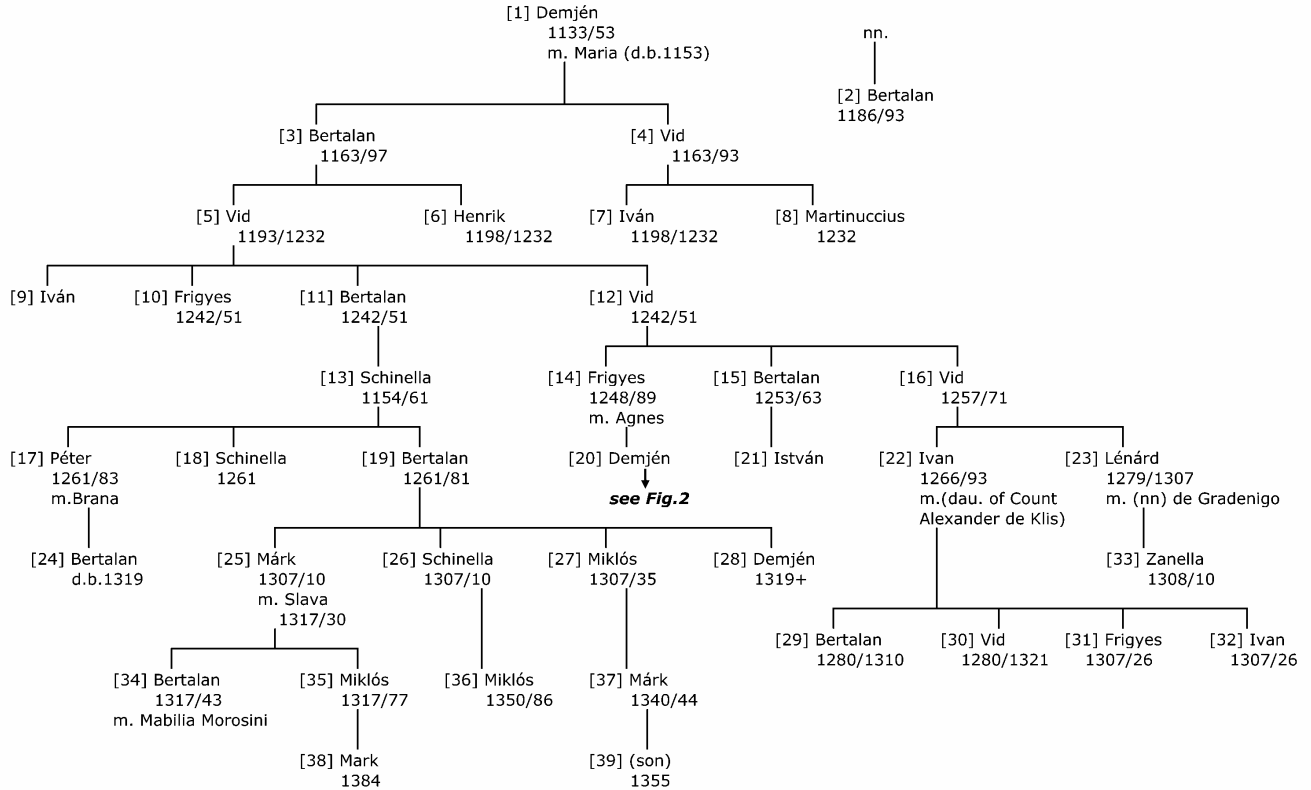 [1] Demjén
1133/53
m. Maria (d.b.1153)
nn.
[2] Bertalan
1186/93
[3] Bertalan
1163/97
[4] Vid
1163/93
[5] Vid
1193/1232
[6] Henrik
1198/1232
[7] Iván
1198/1232
[8] Martinuccius
1232
[9] Iván
[10] Frigyes
1242/51
[11] Bertalan
1242/51
[12] Vid
1242/51
[13] Schinella
1154/61
[14] Frigyes
1248/89
m. Agnes
[15] Bertalan
1253/63
[16] Vid
1257/71
[17] Péter
1261/83
m.Brana
[18] Schinella
1261
[19] Bertalan
1261/81
[20] Demjén
see Fig.2
[21] István
[22] Ivan
1266/93
m.(dau. of Count
Alexander de Klis)
[23] Lénárd
1279/1307
m. (nn) de Gradenigo
[24] Bertalan
d.b.1319
[25] Márk
1307/10
m. Slava
1317/30
[26] Schinella
1307/10
[27] Miklós
1307/35
[28] Demjén
1319+
[33] Zanella
1308/10
[29] Bertalan
1280/1310
[30] Vid
1280/1321
[31] Frigyes
1307/26
[32] Ivan
1307/26
[34] Bertalan
1317/43
m. Mabilia Morosini
[35] Miklós
1317/77
[36] Miklós
1350/86
[37] Márk
1340/44
[38] Mark
1384
[39] (son)
1355